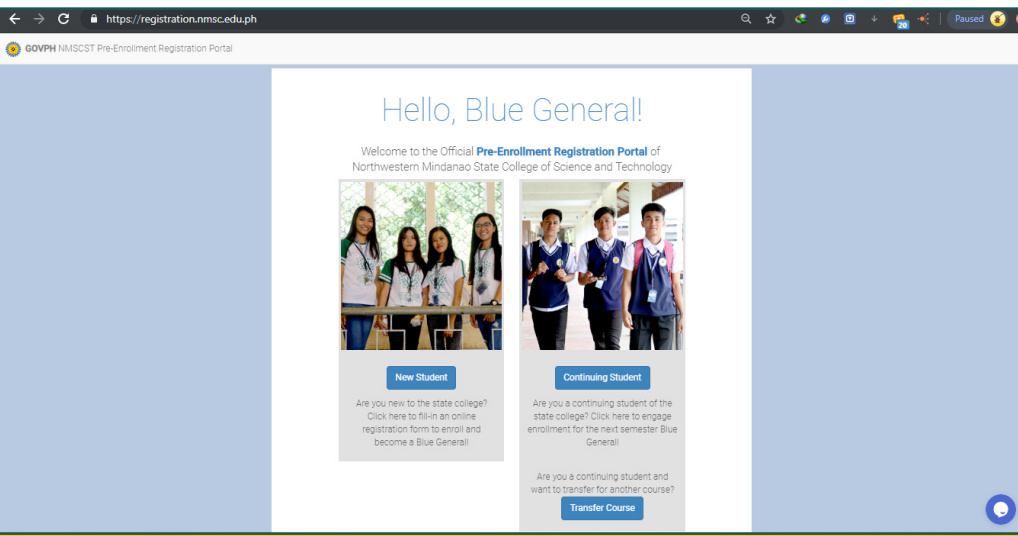 https://registration.nmsc.edu.ph
Paused
20
GOVPH NMSCST Pre-Enrollment Registration Portal
Hello, Blue General!
Welcome to the Official Pre-Enrollment Registration Portal of
Northwestern Mindanao State College of Science and Technology
New Student
Are you new to the state college?
Click here to fill-in an online
registration form to enroll and
become a Blue General!
Continuing Student
Are you a continuing student of the
state college? Click here to engage
enrollment for the next semester Blue
General!
Are you a continuing student and
want to transfer for another course?
Transfer Course